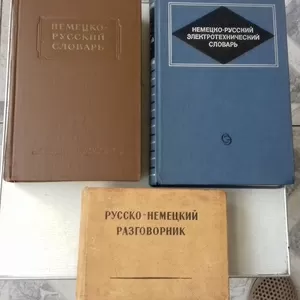 НЕМЕЦКО-
РУССКИЙ
СЛОВАРЬ
НЕМЕЦКО-РУССКИЙ
ЭЛЕКТРОТЕХНИЧЕСКИЙ
СЛОВАРЬ
РУССКО-НЕМЕЦКИЙ
РАЗГОВОРНИК